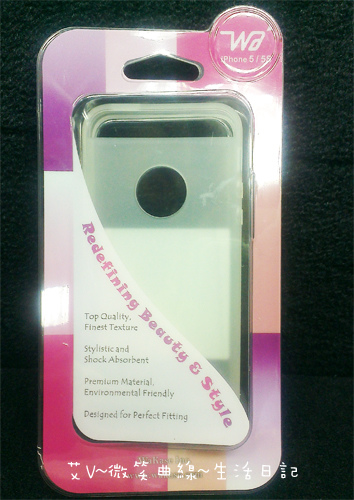 Wa
iPhone 5 / 5S
Redefining Beauty & Style
Top Quality,
Finest Texture
Stylistic and
Shock Absorbent
Premium Material,
Environmental Friendly
Designed for Perfect Fitting
艾V~微笑曲線~生活日記